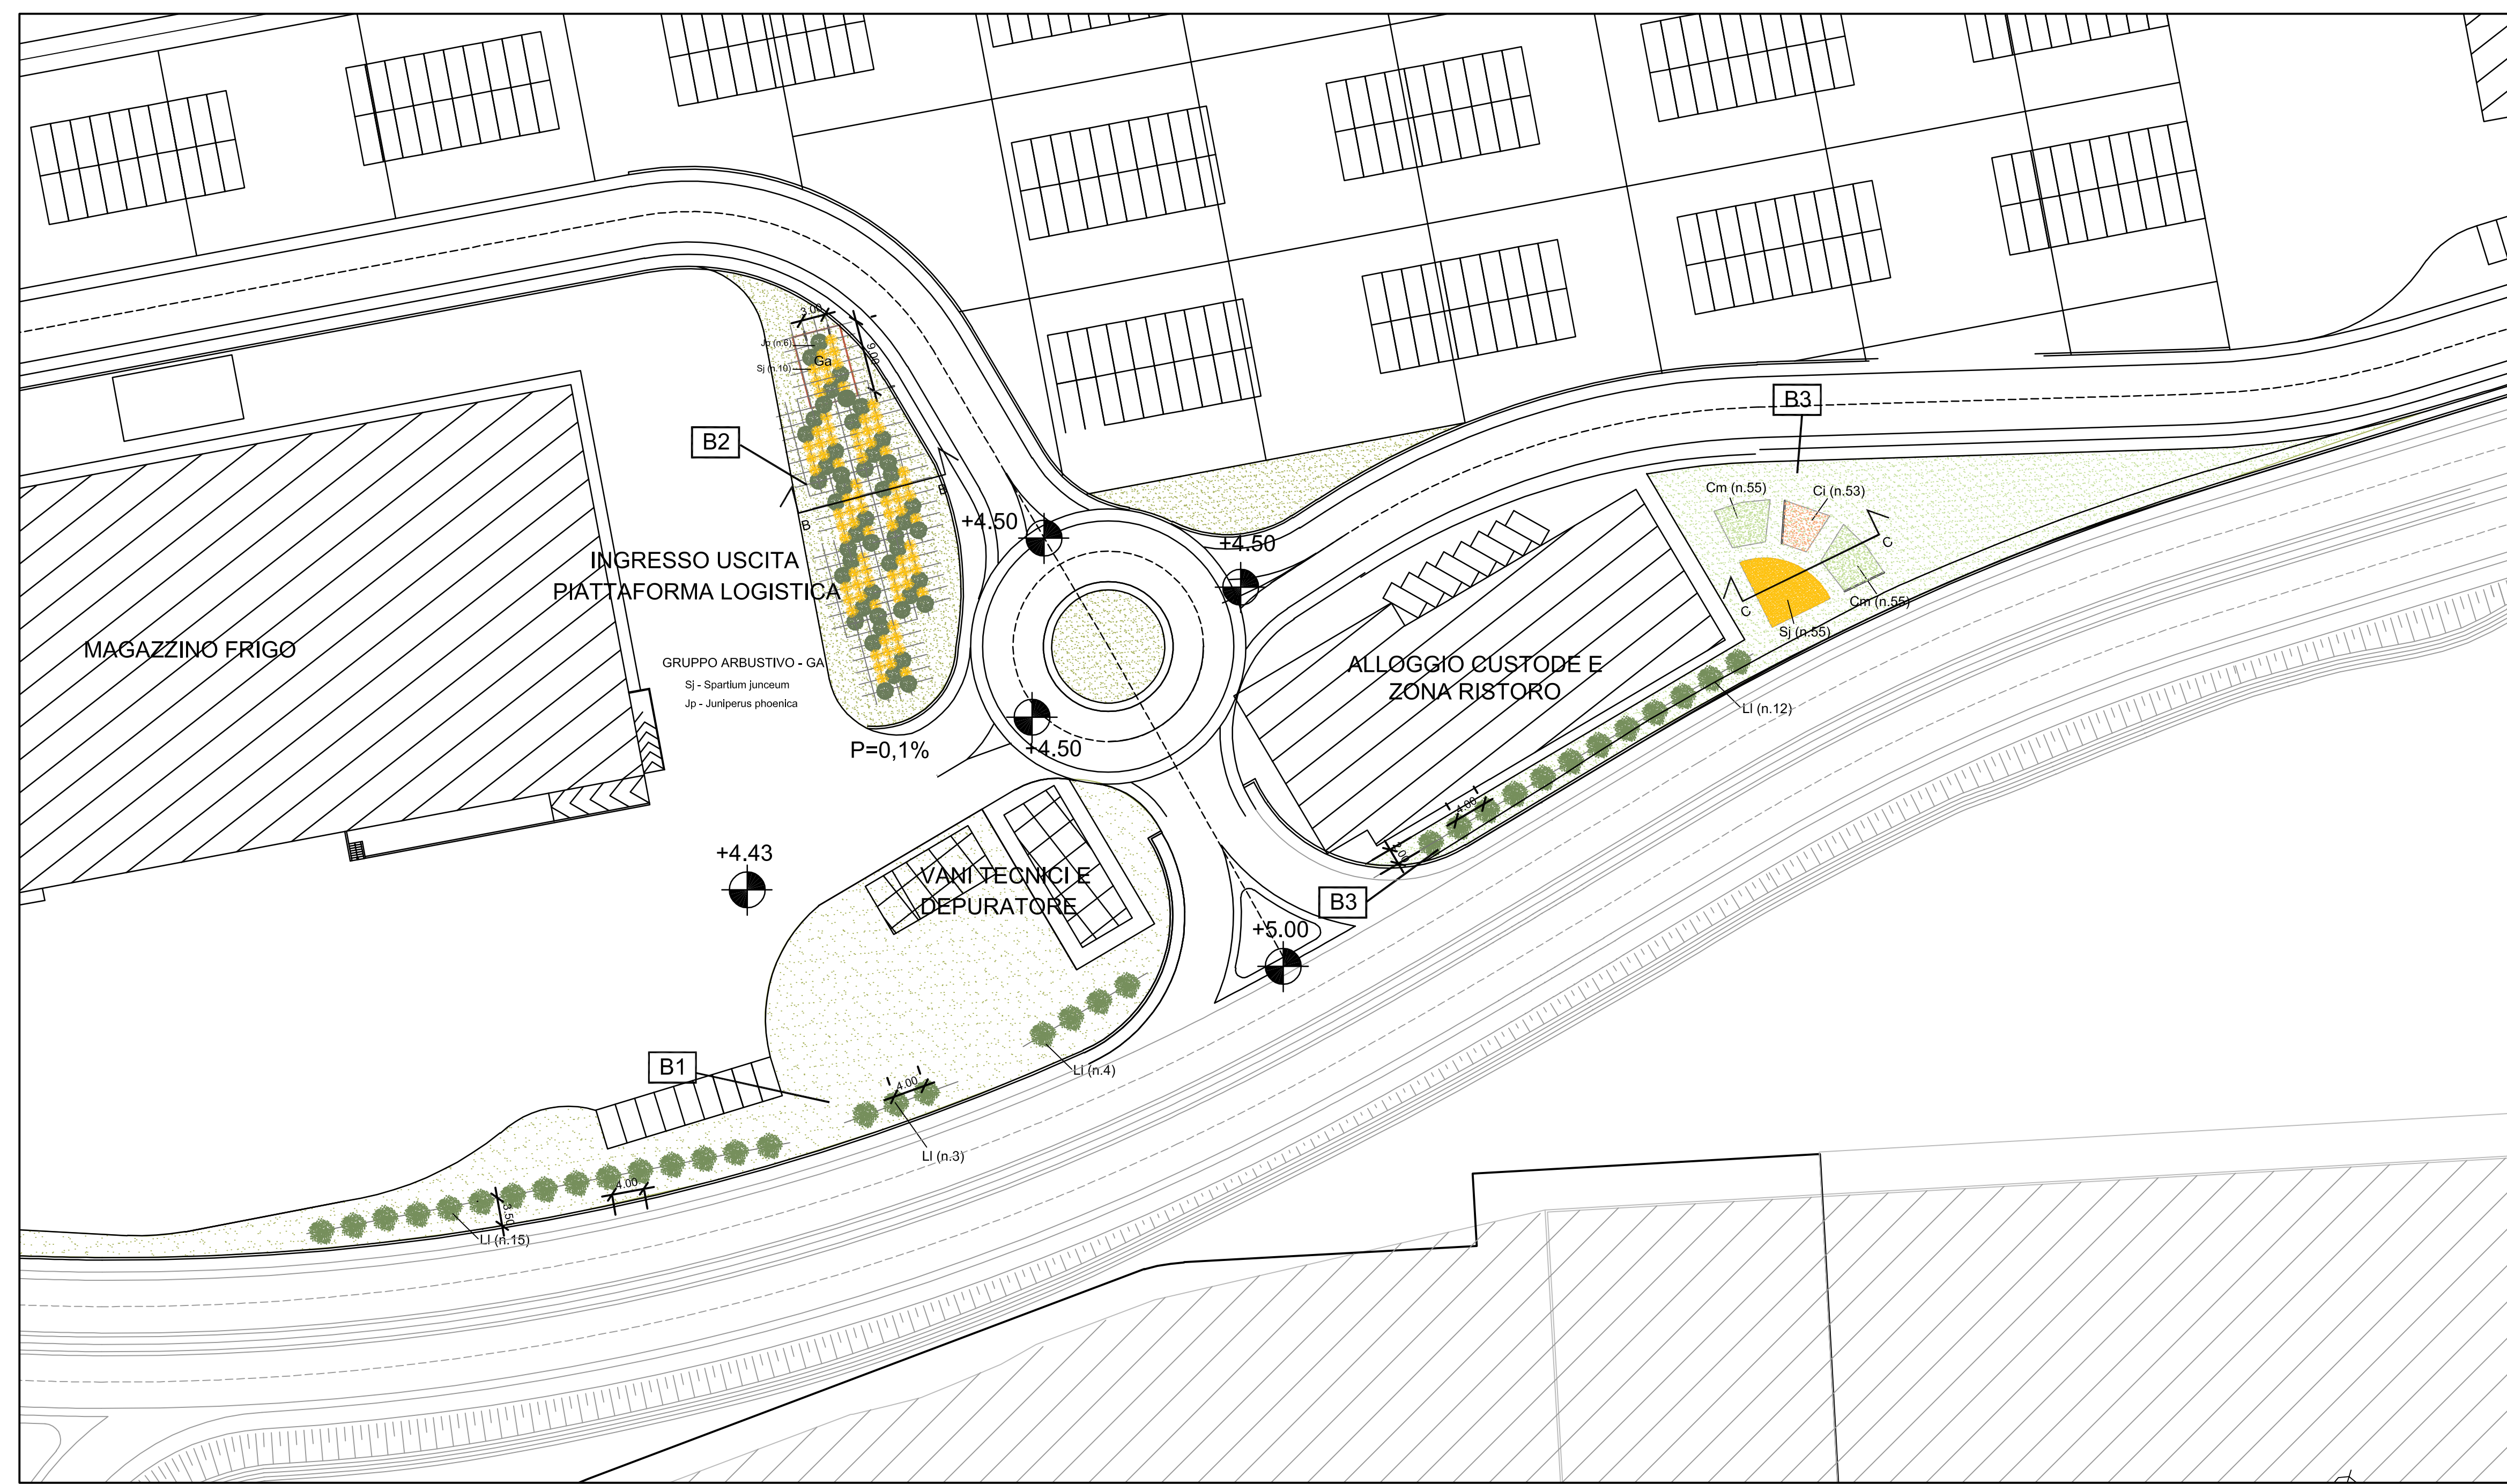 3.00
Jp (n.6)
Ga
9.00
Sj (n.10)
B3
B2
B
B
Cm (n.55)
Ci (n.53)
+4.50
+4.50
C
INGRESSO USCITA
PIATTAFORMA LOGISTICA
C
Cm (n.55)
Sj (n.55)
MAGAZZINO FRIGO
GRUPPO ARBUSTIVO - GA
Sj - Spartium junceum
Jp - Juniperus phoenica
ALLOGGIO CUSTODE E
ZONA RISTORO
Ll (n.12)
P=0,1%
+4.50
4.00
+4.43
VANI TECNICI E
DEPURATORE
B3
+5.00
B1
Ll (n.4)
4.00
Ll (n.3)
4.00
3.50
Ll (n.15)